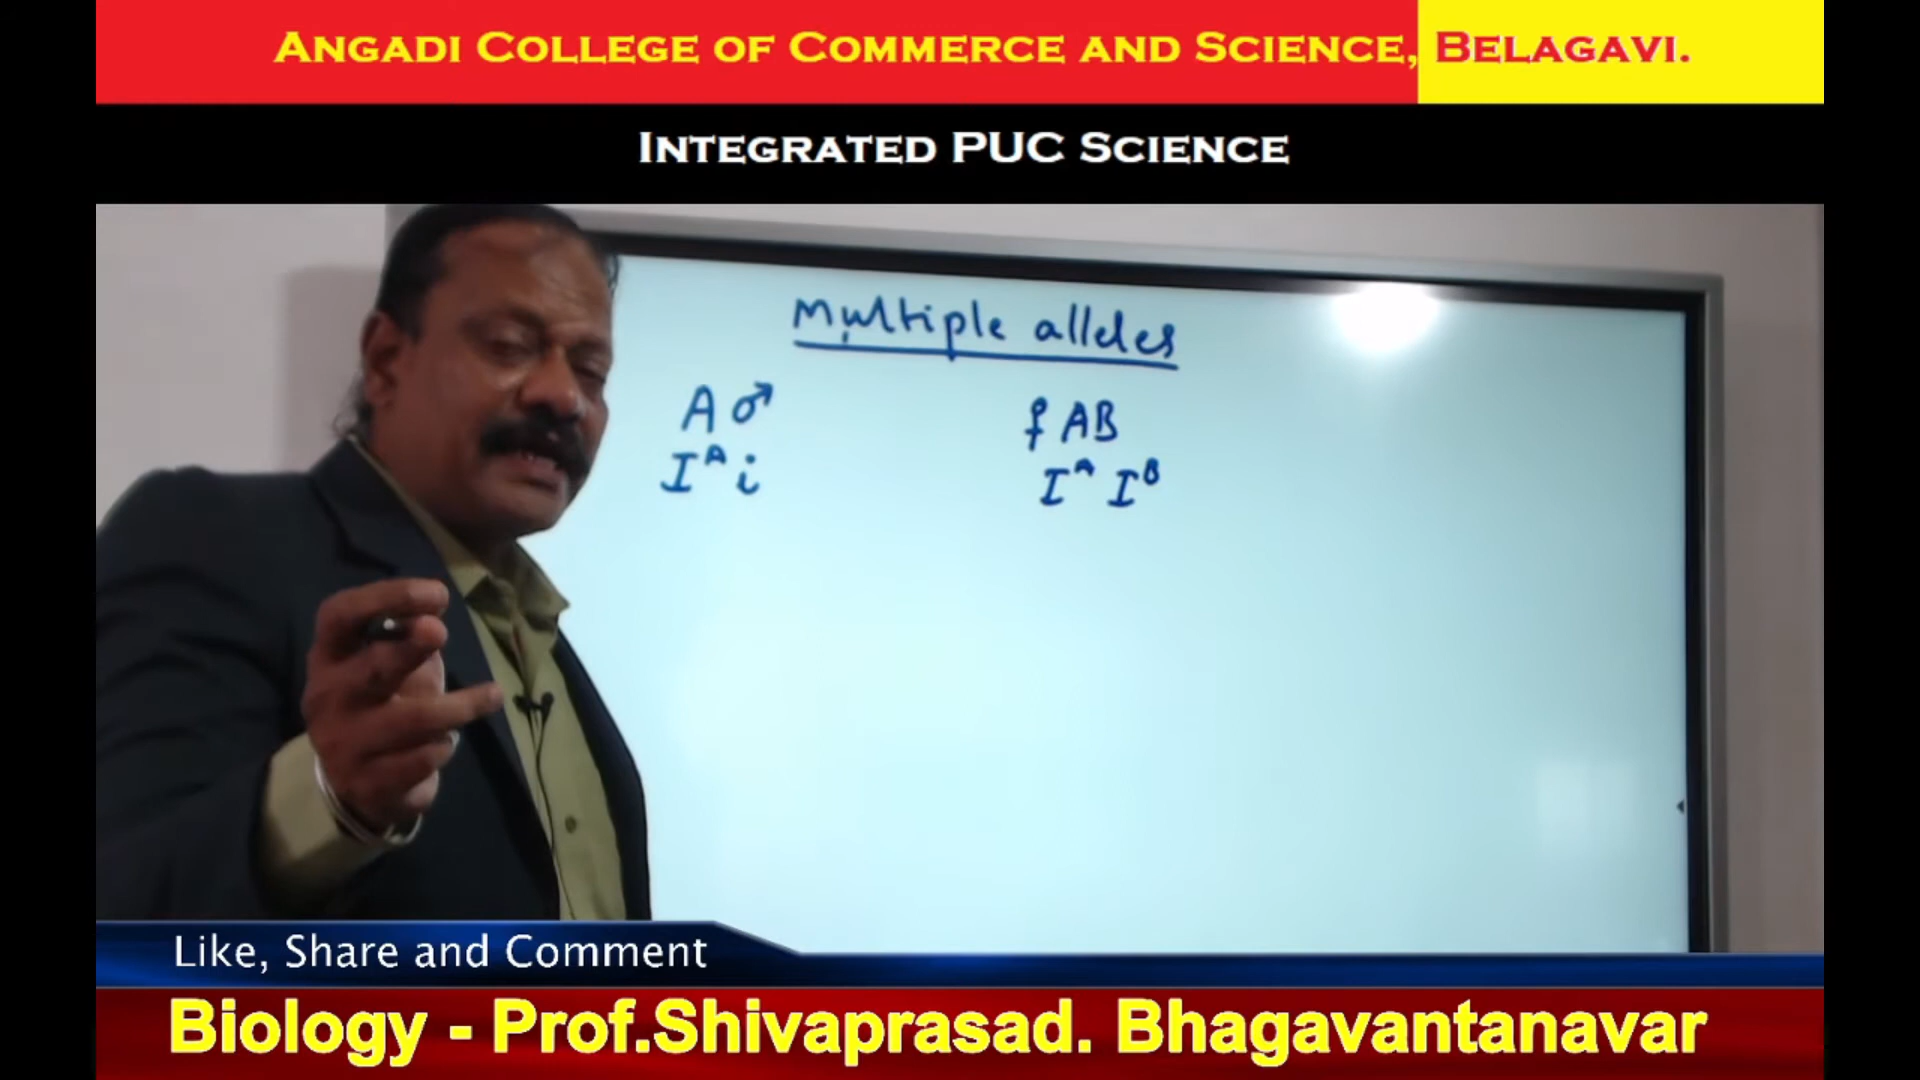 ANGADI COLLEGE OF COMMERCE AND SCIENCE, BELAGAVI.
INTEGRATED PUC SCIENCE
Multiple alleles
A ♂ ♀ AB
Iᴬ i Iᴬ Iᴮ
Like, Share and Comment
Biology - Prof.Shivaprasad. Bhagavantanavar